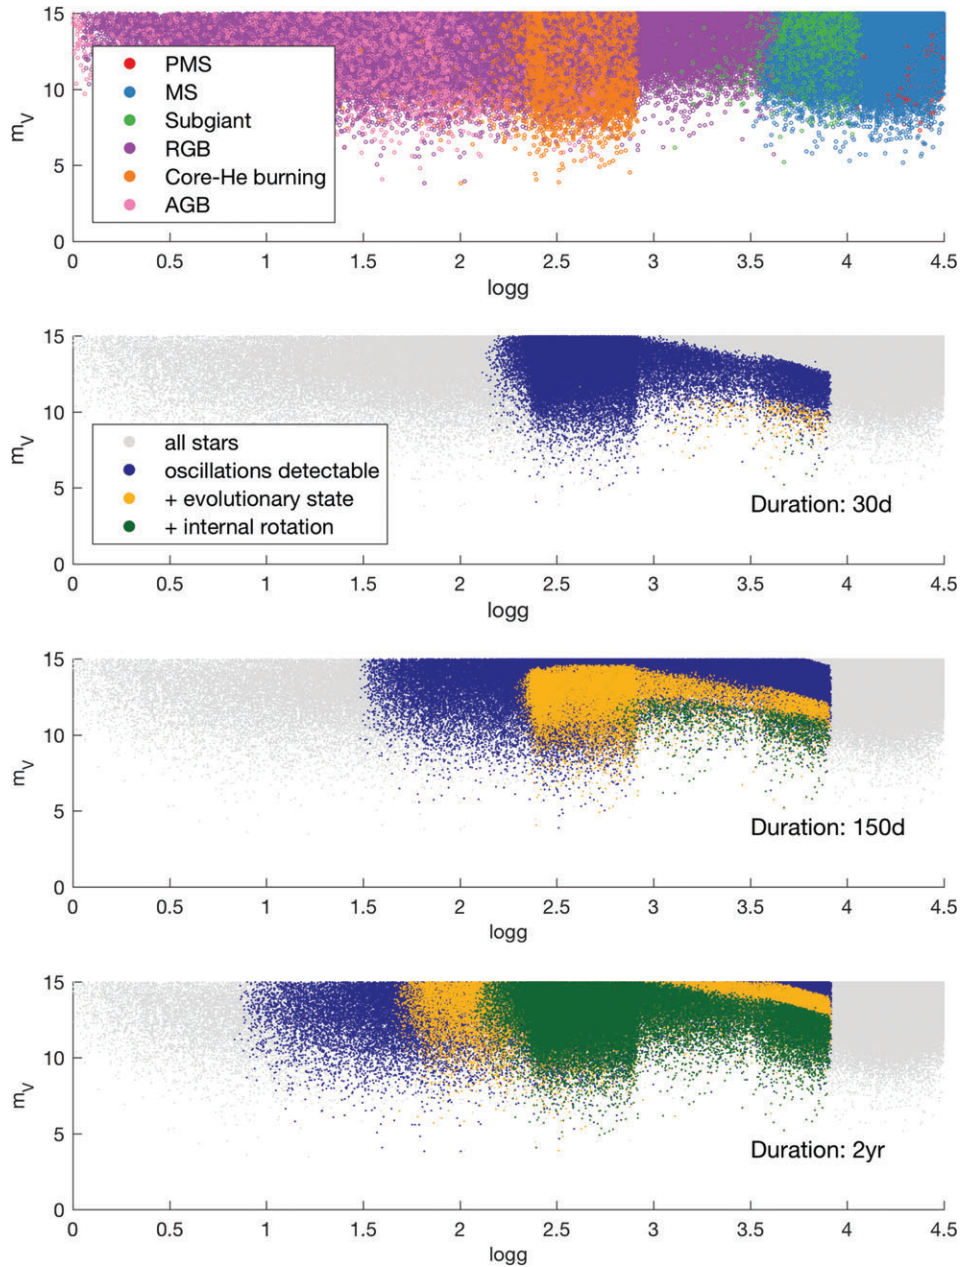 15
10
5
0
m_V
PMS
MS
Subgiant
RGB
Core-He burning
AGB
0 0.5 1 1.5 2 2.5 3 3.5 4 4.5
logg
15
10
5
0
m_V
all stars
oscillations detectable
+ evolutionary state
+ internal rotation
Duration: 30d
0 0.5 1 1.5 2 2.5 3 3.5 4 4.5
logg
15
10
5
0
m_V
Duration: 150d
0 0.5 1 1.5 2 2.5 3 3.5 4 4.5
logg
15
10
5
0
m_V
Duration: 2yr
0 0.5 1 1.5 2 2.5 3 3.5 4 4.5
logg